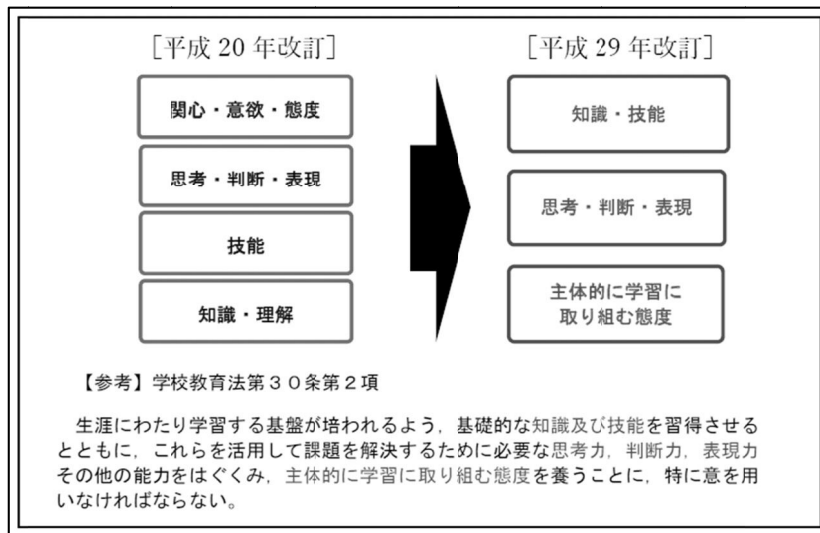 [平成 20 年改訂]
関心・意欲・態度
思考・判断・表現
技能
知識・理解
[平成 29 年改訂]
知識・技能
思考・判断・表現
主体的に学習に
取り組む態度
【参考】学校教育法第３０条第２項
生涯にわたり学習する基盤が培われるよう，基礎的な知識及び技能を習得させる
とともに，これらを活用して課題を解決するために必要な思考力，判断力，表現力
その他の能力をはぐくみ，主体的に学習に取り組む態度を養うことに，特に意を用
いなければならない。